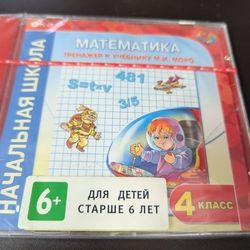 НАЧАЛЬНАЯ ШКОЛА
МАТЕМАТИКА
ТРЕНАЖЕР К УЧЕБНИКУ М.И. МОРО
481
S=t·v
3/5
4 КЛАСС
6+
ДЛЯ ДЕТЕЙ
СТАРШЕ 6 ЛЕТ